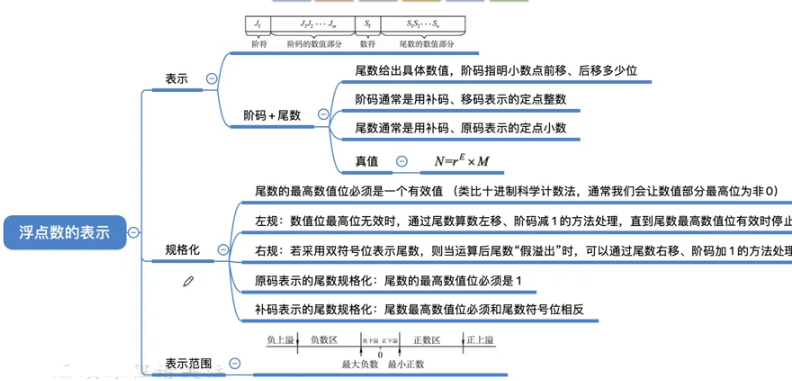 J_f J_1J_2⋯J_m S_f S_1S_2⋯S_n
阶符 阶码的数值部分 数符 尾数的数值部分
表示
尾数给出具体数值，阶码指明小数点前移、后移多少位
阶码通常是用补码、移码表示的定点整数
阶码 + 尾数
尾数通常是用补码、原码表示的定点小数
真值 N=r^E × M
浮点数的表示
尾数的最高数值位必须是一个有效值 （类比十进制科学计数法，通常我们会让数值部分最高位为非0）
左规：数值位最高位无效时，通过尾数算数左移、阶码减1的方法处理，直到尾数最高数值位有效时停止
规格化
右规：若采用双符号位表示尾数，则当运算后尾数“假溢出”时，可以通过尾数右移、阶码加1的方法处理
原码表示的尾数规格化：尾数的最高数值位必须是1
补码表示的尾数规格化：尾数最高数值位必须和尾数符号位相反
负上溢 负数区 负下溢 正下溢 正数区 正上溢
0
表示范围
最大负数 最小正数